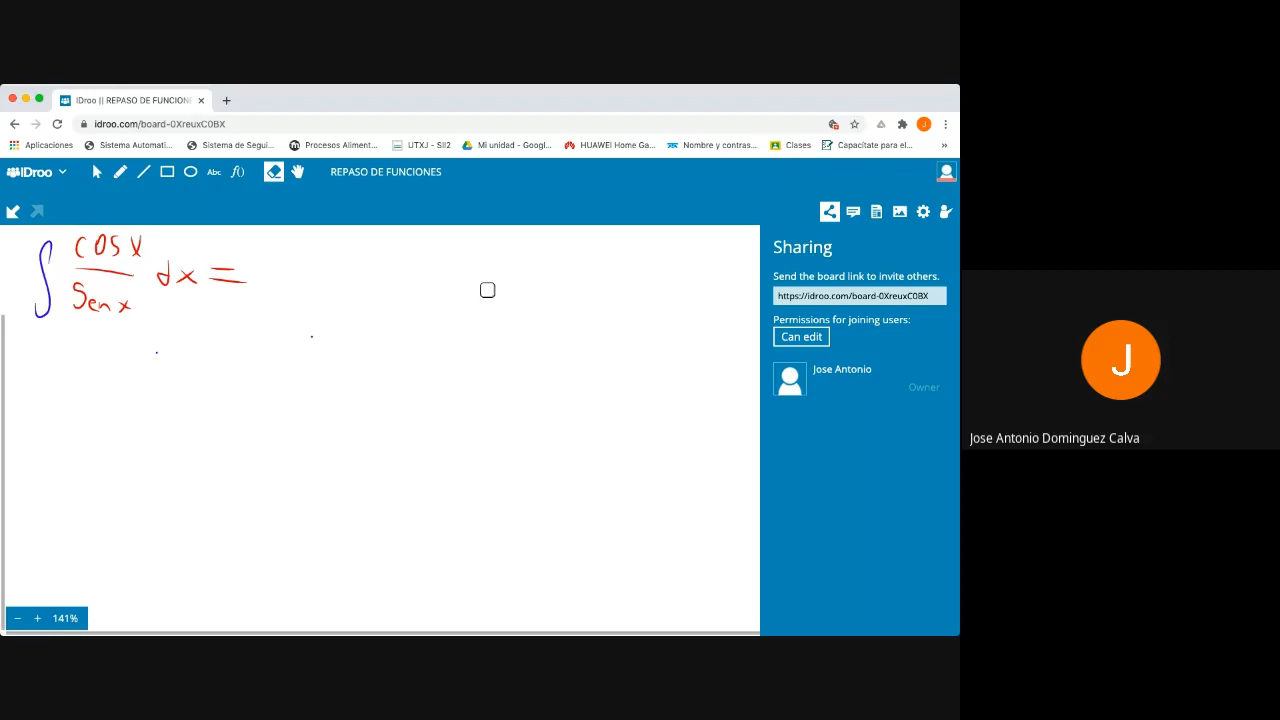 IDroo || REPASO DE FUNCIONE
idroo.com/board-0XreuxC0BX
J
Aplicaciones Sistema Automati... Sistema de Segui... Procesos Aliment... UTXJ - SII2 Mi unidad - Googl... HUAWEI Home Ga... Nombre y contras... Clases Capacítate para el... »
IDroo Abc f() REPASO DE FUNCIONES
∫ cos x
dx =
Sen x
Sharing
Send the board link to invite others.
https://idroo.com/board-0XreuxC0BX
Permissions for joining users:
Can edit
Jose Antonio
Owner
− + 141%
J
Jose Antonio Dominguez Calva